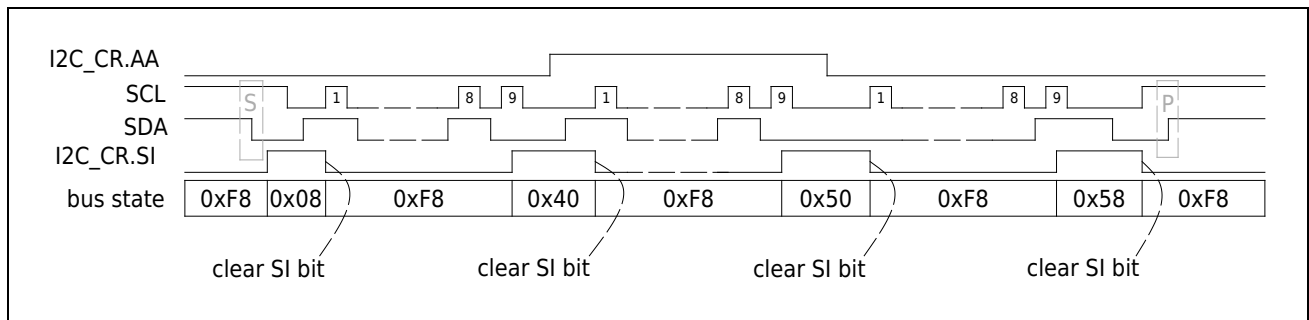 I2C_CR.AA
SCL S 1 8 9 1 8 9 1 8 9 P
SDA
I2C_CR.SI
bus state 0xF8 0x08 0xF8 0x40 0xF8 0x50 0xF8 0x58 0xF8
clear SI bit clear SI bit clear SI bit clear SI bit